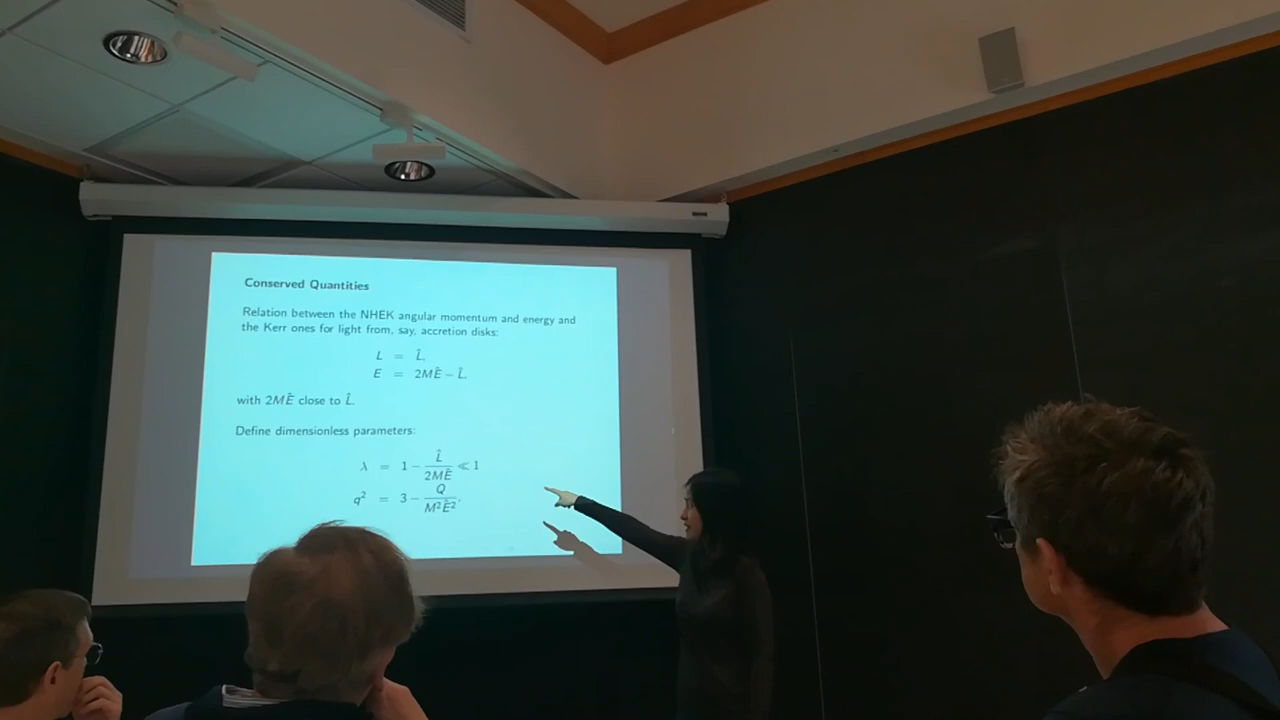 Conserved Quantities
Relation between the NHEK angular momentum and energy and
the Kerr ones for light from, say, accretion disks:
L = L̂,
E = 2MÊ − L̂.
with 2MÊ close to L̂.
Define dimensionless parameters:
λ = 1 − L̂/2MÊ ≪ 1
q² = 3 − Q/M²Ê².